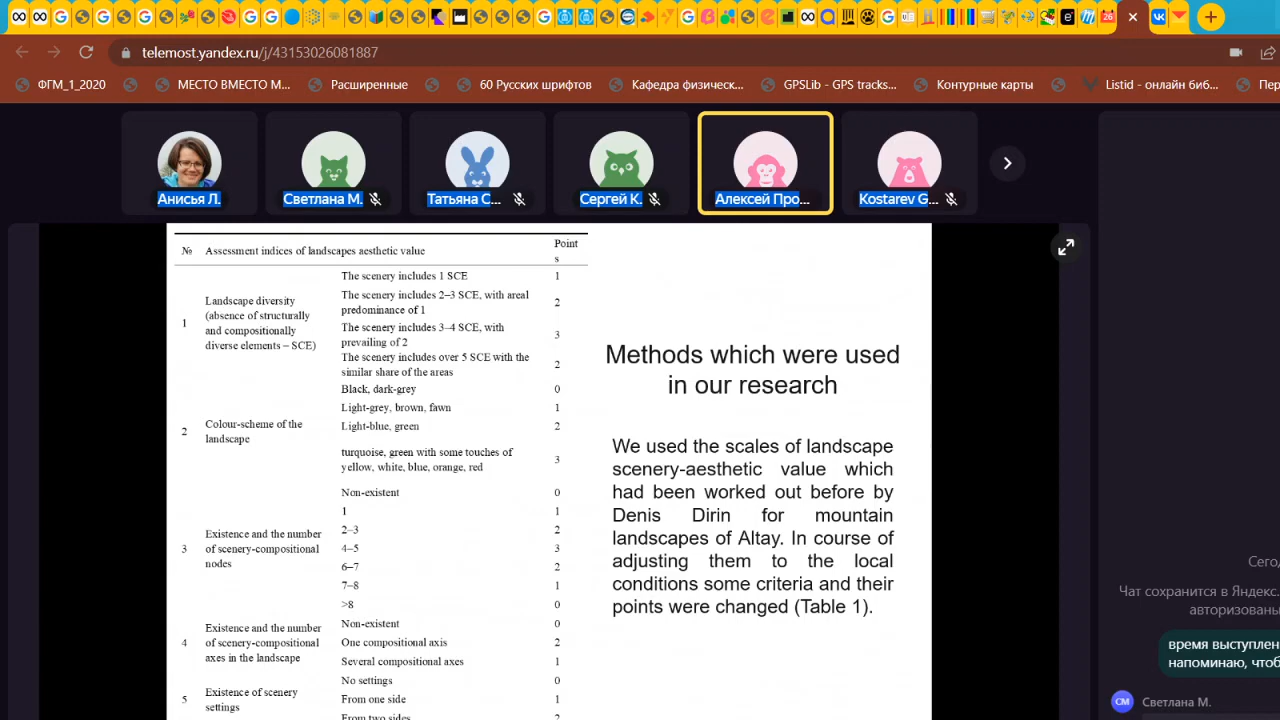 26
telemost.yandex.ru/j/43153026081887
ФГМ_1_2020
МЕСТО ВМЕСТО М...
Расширенные
60 Русских шрифтов
Кафедра физическ...
GPSLib - GPS tracks...
Контурные карты
Listid - онлайн биб...
Пер
Анисья Л.
Светлана М.
Татьяна С...
Сергей К.
Алексей Про...
Kostarev G...
№ Assessment indices of landscapes aesthetic value Point
s
1 Landscape diversity
(absence of structurally
and compositionally
diverse elements – SCE)
The scenery includes 1 SCE 1
The scenery includes 2–3 SCE, with areal
predominance of 1 2
The scenery includes 3–4 SCE, with
prevailing of 2 3
The scenery includes over 5 SCE with the
similar share of the areas 2
2 Colour-scheme of the
landscape
Black, dark-grey 0
Light-grey, brown, fawn 1
Light-blue, green 2
turquoise, green with some touches of
yellow, white, blue, orange, red 3
3 Existence and the number
of scenery-compositional
nodes
Non-existent 0
1 1
2–3 2
4–5 3
6–7 2
7–8 1
>8 0
4 Existence and the number
of scenery-compositional
axes in the landscape
Non-existent 0
One compositional axis 2
Several compositional axes 1
5 Existence of scenery
settings
No settings 0
From one side 1
From two sides 2
Methods which were used
in our research
We used the scales of landscape
scenery-aesthetic value which
had been worked out before by
Denis Dirin for mountain
landscapes of Altay. In course of
adjusting them to the local
conditions some criteria and their
points were changed (Table 1).
Сего
Чат сохранится в Яндекс.
авторизованы
время выступлен
напоминаю, чтоб
СМ Светлана М.